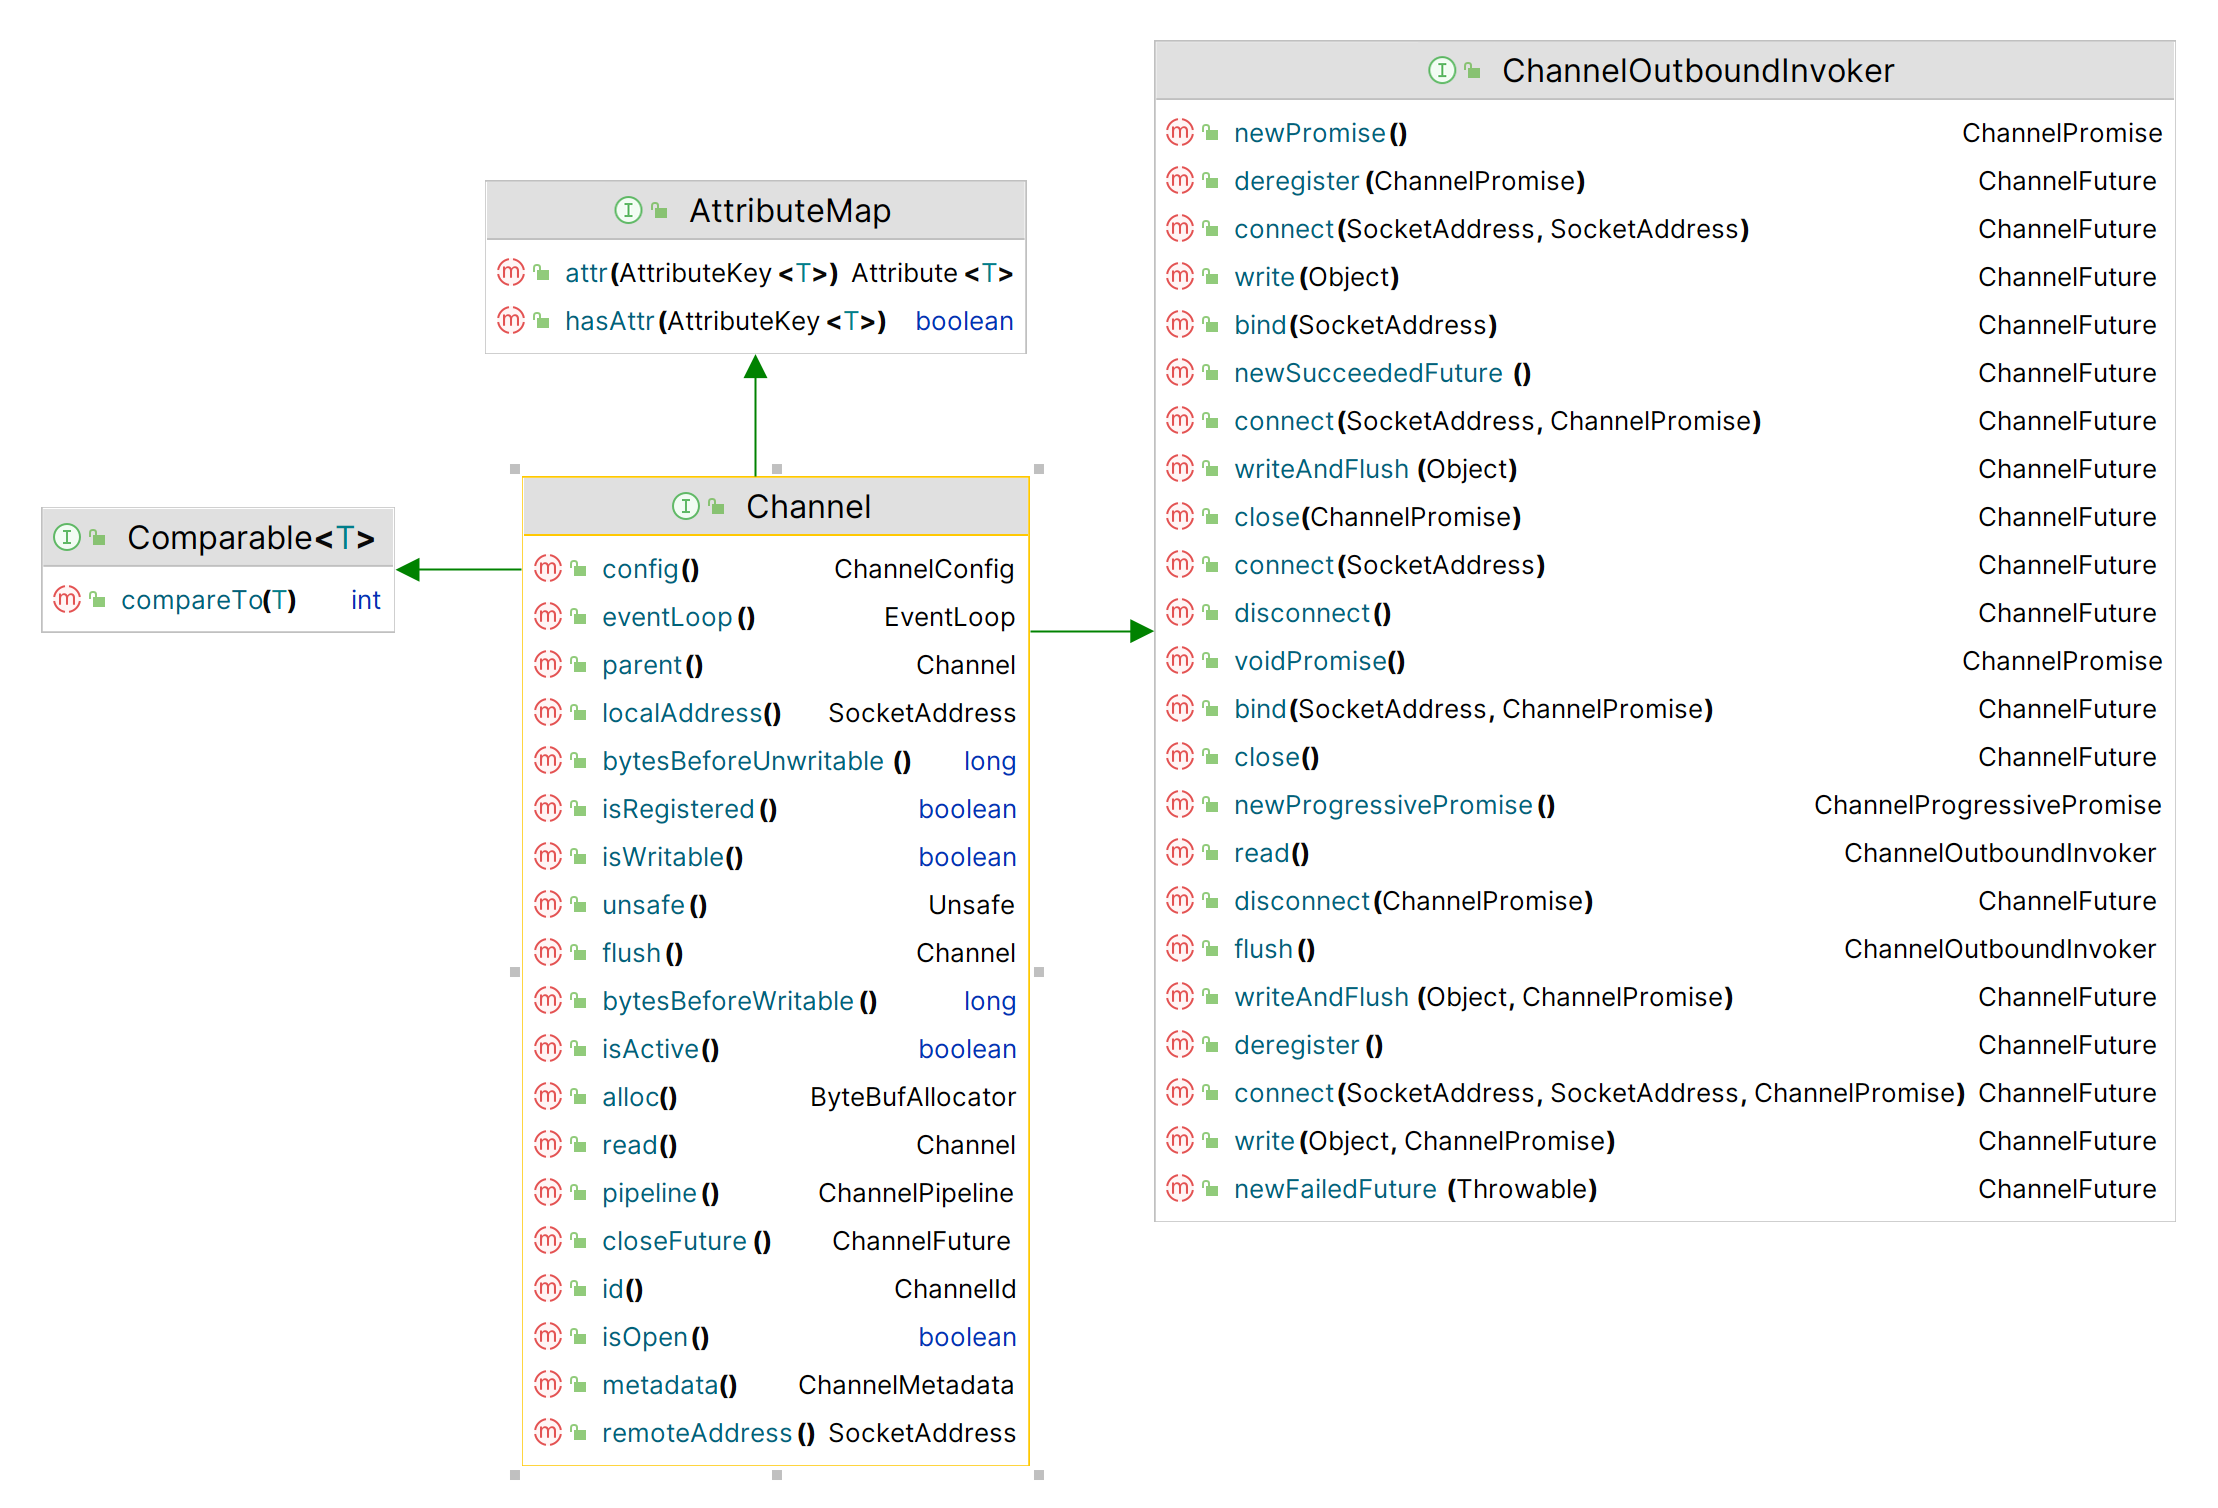 AttributeMap
attr(AttributeKey<T>) Attribute<T>
hasAttr(AttributeKey<T>) boolean
Comparable<T>
compareTo(T) int
Channel
config() ChannelConfig
eventLoop() EventLoop
parent() Channel
localAddress() SocketAddress
bytesBeforeUnwritable() long
isRegistered() boolean
isWritable() boolean
unsafe() Unsafe
flush() Channel
bytesBeforeWritable() long
isActive() boolean
alloc() ByteBufAllocator
read() Channel
pipeline() ChannelPipeline
closeFuture() ChannelFuture
id() ChannelId
isOpen() boolean
metadata() ChannelMetadata
remoteAddress() SocketAddress
ChannelOutboundInvoker
newPromise() ChannelPromise
deregister(ChannelPromise) ChannelFuture
connect(SocketAddress, SocketAddress) ChannelFuture
write(Object) ChannelFuture
bind(SocketAddress) ChannelFuture
newSucceededFuture() ChannelFuture
connect(SocketAddress, ChannelPromise) ChannelFuture
writeAndFlush(Object) ChannelFuture
close(ChannelPromise) ChannelFuture
connect(SocketAddress) ChannelFuture
disconnect() ChannelFuture
voidPromise() ChannelPromise
bind(SocketAddress, ChannelPromise) ChannelFuture
close() ChannelFuture
newProgressivePromise() ChannelProgressivePromise
read() ChannelOutboundInvoker
disconnect(ChannelPromise) ChannelFuture
flush() ChannelOutboundInvoker
writeAndFlush(Object, ChannelPromise) ChannelFuture
deregister() ChannelFuture
connect(SocketAddress, SocketAddress, ChannelPromise) ChannelFuture
write(Object, ChannelPromise) ChannelFuture
newFailedFuture(Throwable) ChannelFuture